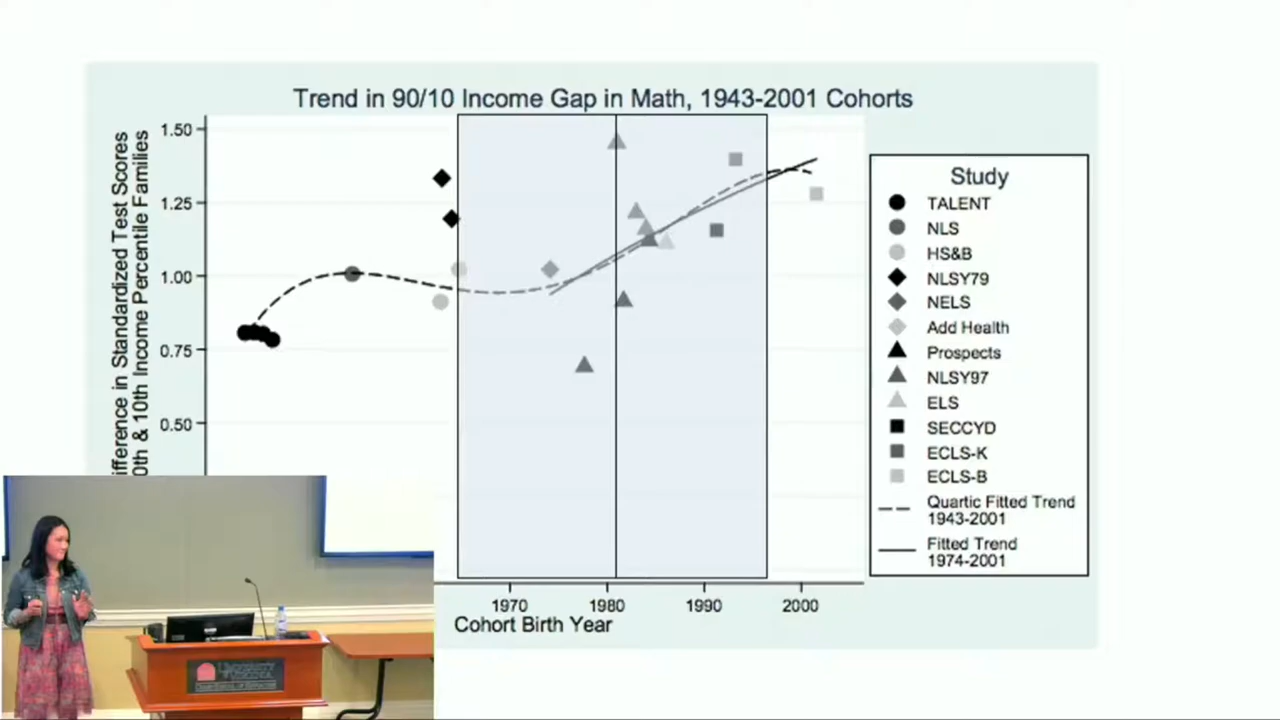 Trend in 90/10 Income Gap in Math, 1943-2001 Cohorts
ifference in Standardized Test Scores
0th & 10th Income Percentile Families
1.50
1.25
1.00
0.75
0.50
1970
1980
1990
2000
Cohort Birth Year
Study
TALENT
NLS
HS&B
NLSY79
NELS
Add Health
Prospects
NLSY97
ELS
SECCYD
ECLS-K
ECLS-B
Quartic Fitted Trend
1943-2001
Fitted Trend
1974-2001
UNIVERSITY